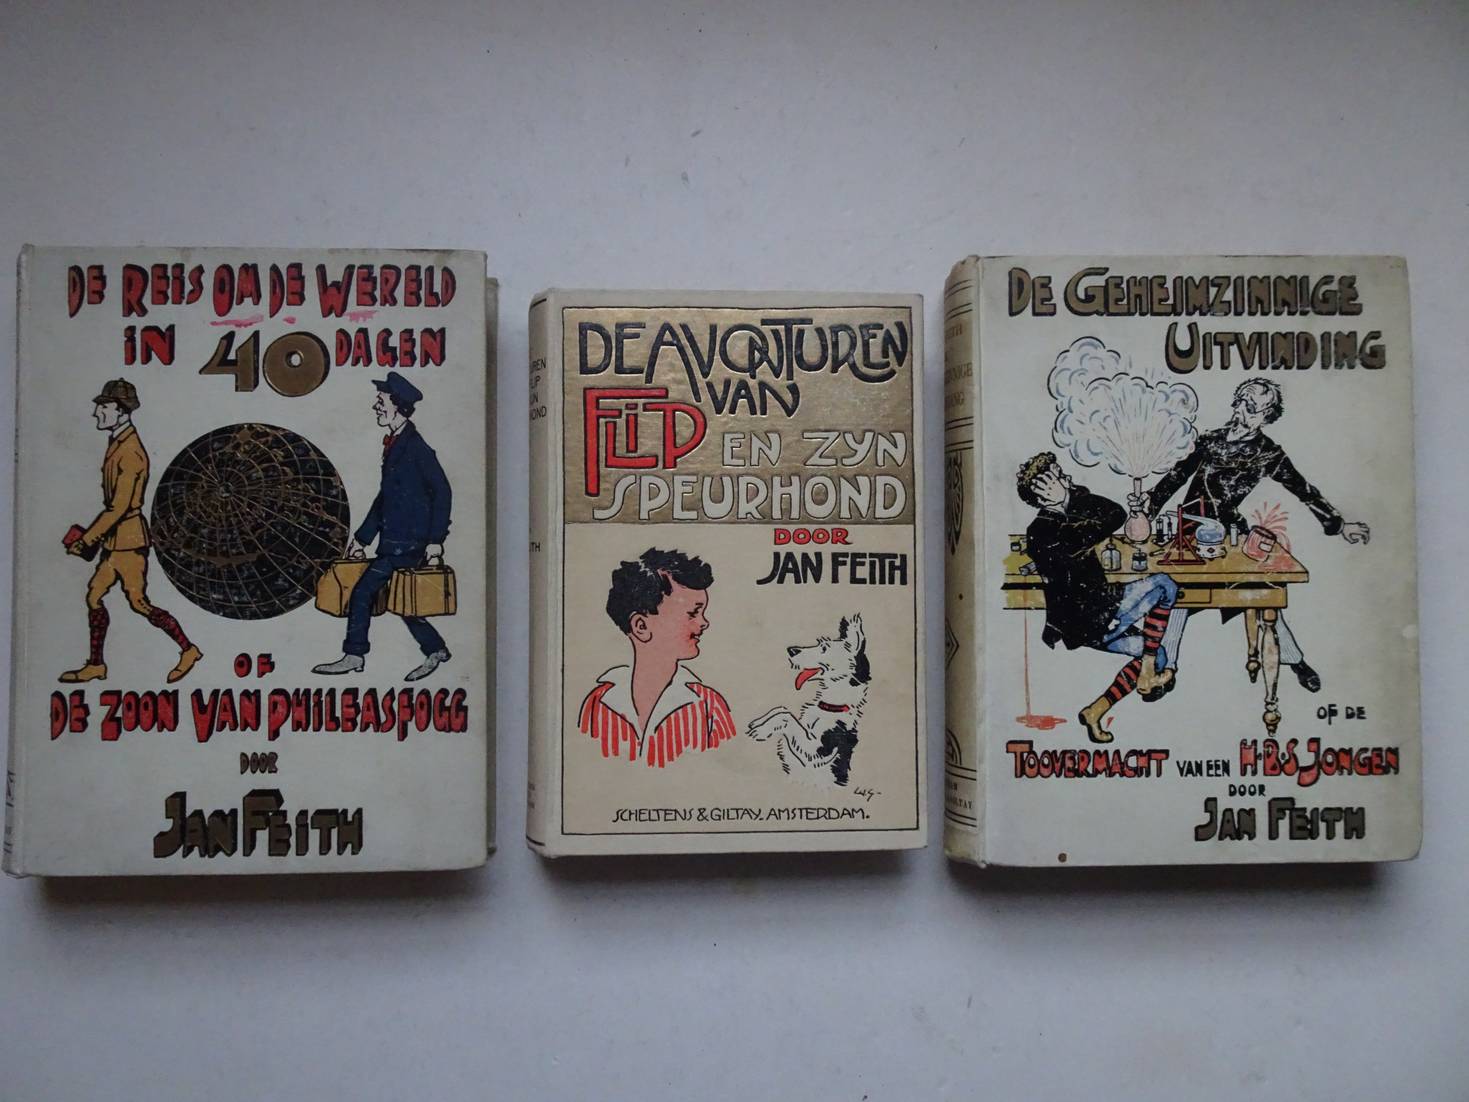 DE REIS OM DE WERELD
IN 40 DAGEN
OF
DE ZOON VAN PHILEAS FOGG
DOOR
JAN FEITH
DE AVONTUREN
VAN
FLIP EN ZYN
SPEURHOND
DOOR
JAN FEITH
W.G-
SCHELTENS & GILTAY. AMSTERDAM.
DE GEHEIMZINNIGE
UITVINDING
OF DE
TOOVERMACHT VAN EEN H.B.S JONGEN
DOOR
JAN FEITH